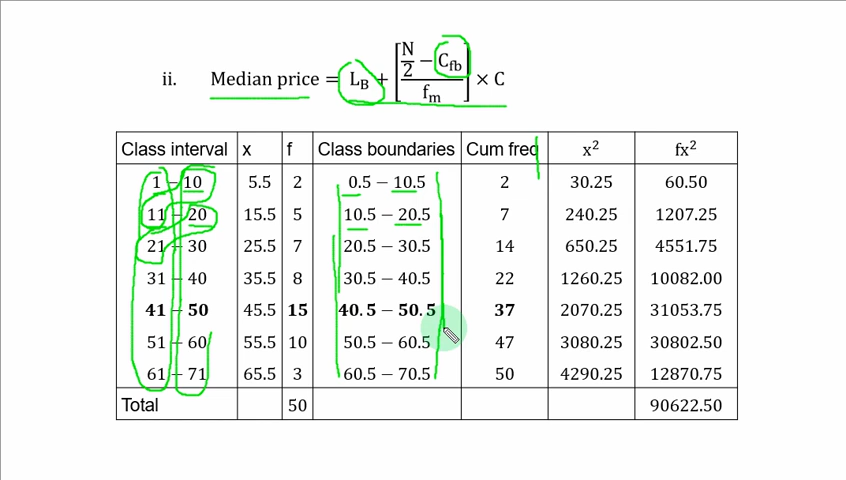 ii. Median price = L_B + [(N/2 − C_fb)/f_m] × C
Class interval x f Class boundaries Cum freq x² fx²
1 − 10 5.5 2 0.5 − 10.5 2 30.25 60.50
11 − 20 15.5 5 10.5 − 20.5 7 240.25 1207.25
21 − 30 25.5 7 20.5 − 30.5 14 650.25 4551.75
31 − 40 35.5 8 30.5 − 40.5 22 1260.25 10082.00
41 − 50 45.5 15 40.5 − 50.5 37 2070.25 31053.75
51 − 60 55.5 10 50.5 − 60.5 47 3080.25 30802.50
61 − 71 65.5 3 60.5 − 70.5 50 4290.25 12870.75
Total 50 90622.50